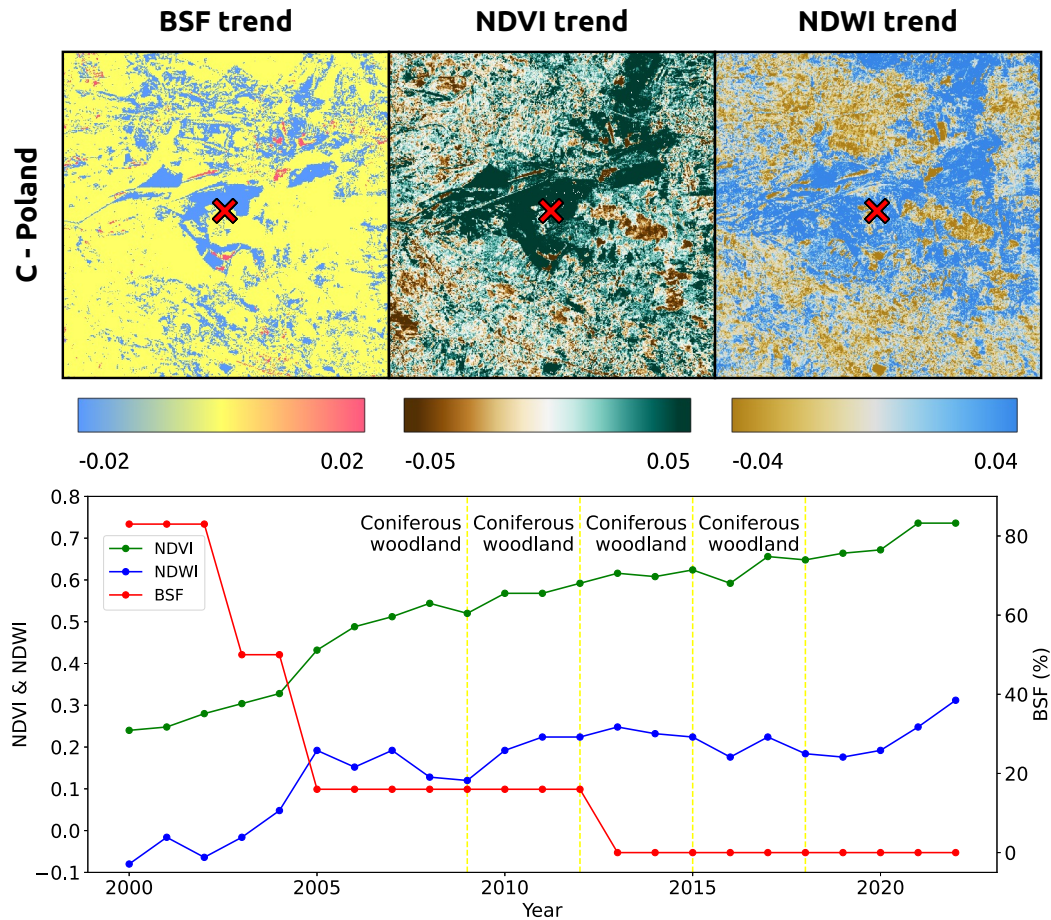 BSF trend NDVI trend NDWI trend
C - Poland
-0.02 0.02 -0.05 0.05 -0.04 0.04
0.8
0.7
0.6
0.5
0.4
0.3
0.2
0.1
0.0
−0.1
NDVI & NDWI
NDVI
NDWI
BSF
Coniferous woodland
Coniferous woodland
Coniferous woodland
Coniferous woodland
80
60
40
20
0
BSF (%)
2000 2005 2010 2015 2020
Year